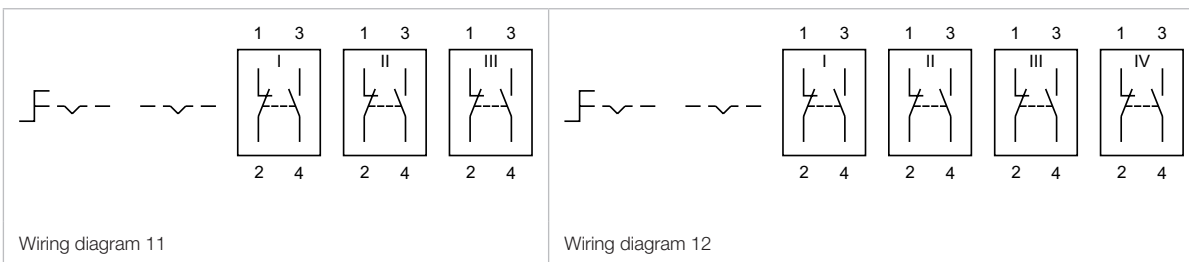 1 3 1 3 1 3
I II III
2 4 2 4 2 4
Wiring diagram 11
1 3 1 3 1 3 1 3
I II III IV
2 4 2 4 2 4 2 4
Wiring diagram 12